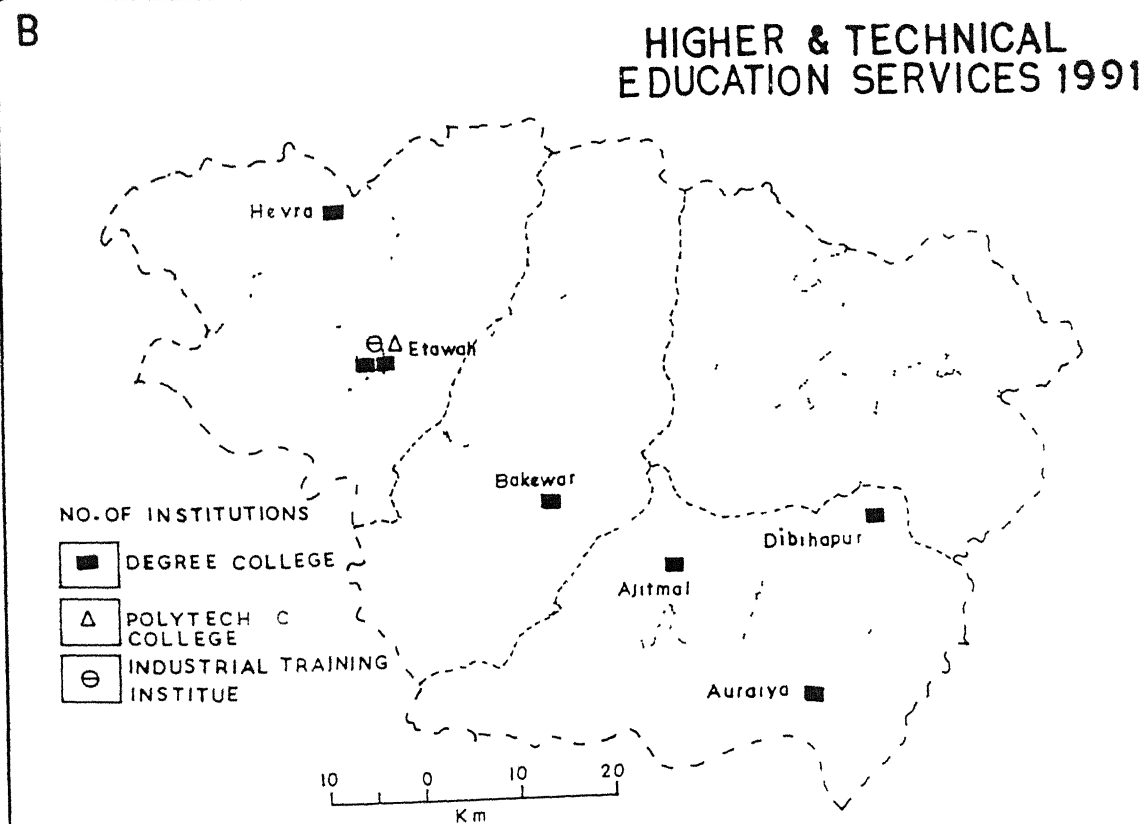 B
HIGHER & TECHNICAL
EDUCATION SERVICES 1991
Hevra
Etawah
Bakewar
Dibihapur
Ajitmal
Auraiya
NO. OF INSTITUTIONS
DEGREE COLLEGE
POLYTECH C
COLLEGE
INDUSTRIAL TRAINING
INSTITUE
10 0 10 20
Km